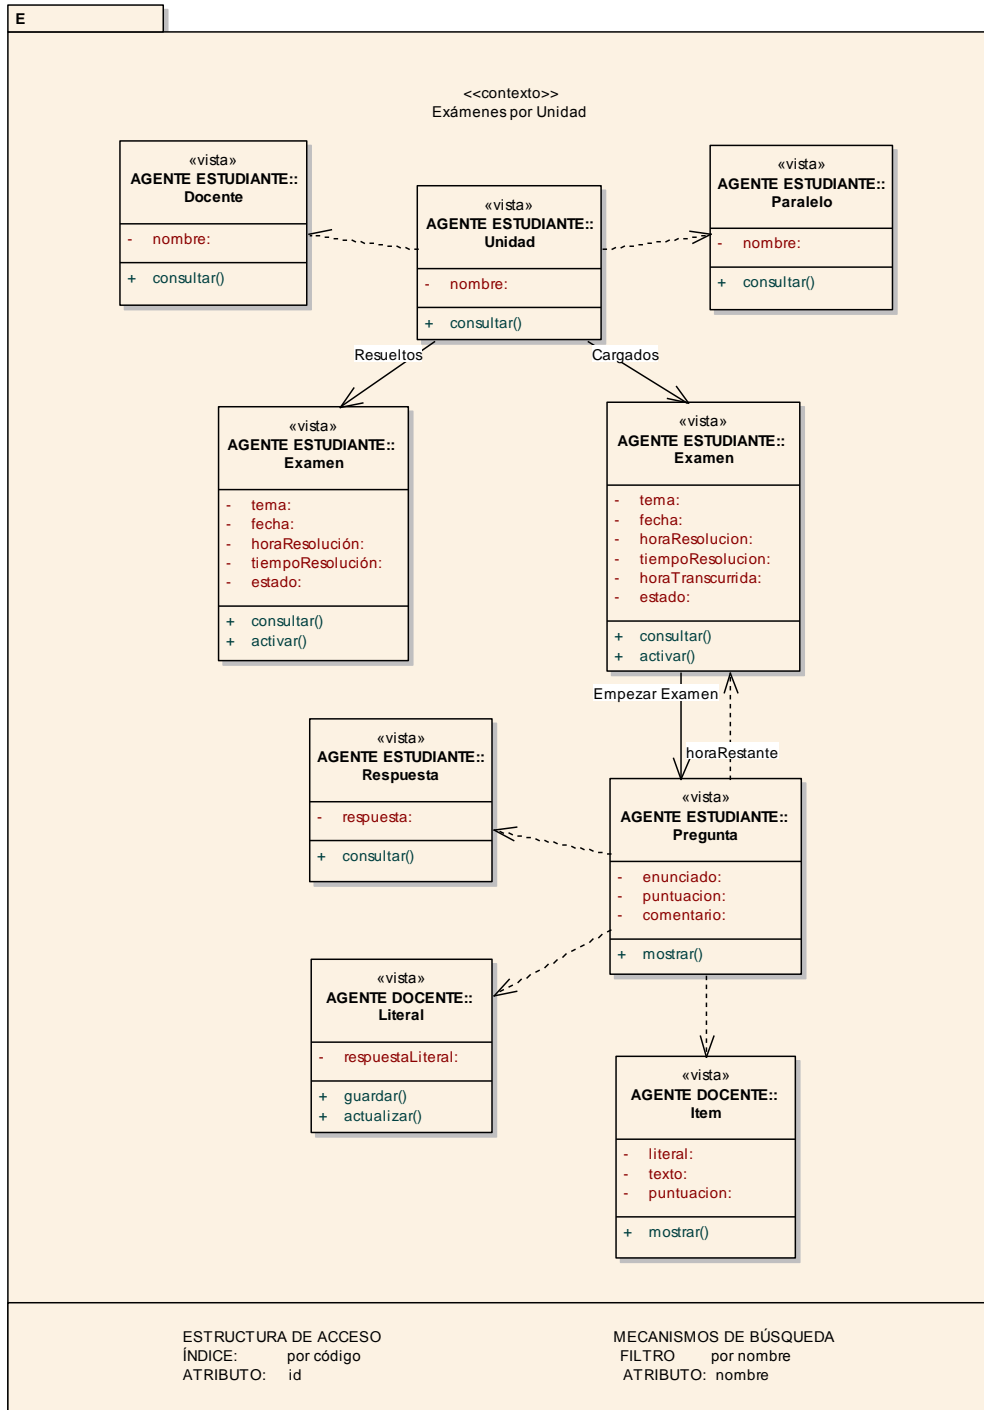 E
<<contexto>>
Exámenes por Unidad
«vista»
AGENTE ESTUDIANTE::
Docente
- nombre:
+ consultar()
«vista»
AGENTE ESTUDIANTE::
Unidad
- nombre:
+ consultar()
«vista»
AGENTE ESTUDIANTE::
Paralelo
- nombre:
+ consultar()
Resueltos
Cargados
«vista»
AGENTE ESTUDIANTE::
Examen
- tema:
- fecha:
- horaResolución:
- tiempoResolución:
- estado:
+ consultar()
+ activar()
«vista»
AGENTE ESTUDIANTE::
Examen
- tema:
- fecha:
- horaResolucion:
- tiempoResolucion:
- horaTranscurrida:
- estado:
+ consultar()
+ activar()
Empezar Examen
horaRestante
«vista»
AGENTE ESTUDIANTE::
Respuesta
- respuesta:
+ consultar()
«vista»
AGENTE ESTUDIANTE::
Pregunta
- enunciado:
- puntuacion:
- comentario:
+ mostrar()
«vista»
AGENTE DOCENTE::
Literal
- respuestaLiteral:
+ guardar()
+ actualizar()
«vista»
AGENTE DOCENTE::
Item
- literal:
- texto:
- puntuacion:
+ mostrar()
ESTRUCTURA DE ACCESO
ÍNDICE: por código
ATRIBUTO: id
MECANISMOS DE BÚSQUEDA
FILTRO por nombre
ATRIBUTO: nombre